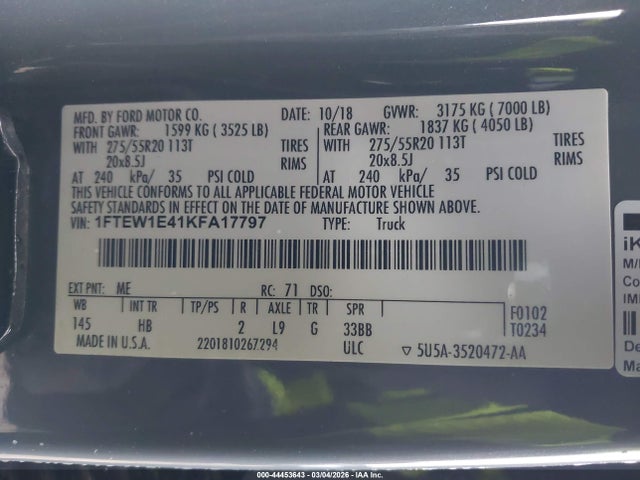 MFD. BY FORD MOTOR CO. DATE: 10/18 GVWR: 3175 KG ( 7000 LB)
FRONT GAWR: 1599 KG ( 3525 LB) REAR GAWR: 1837 KG ( 4050 LB)
WITH 275/55R20 113T TIRES WITH 275/55R20 113T TIRES
20x8.5J RIMS 20x8.5J RIMS
AT 240 kPa/ 35 PSI COLD AT 240 kPa/ 35 PSI COLD
THIS VEHICLE CONFORMS TO ALL APPLICABLE FEDERAL MOTOR VEHICLE
SAFETY STANDARDS IN EFFECT ON THE DATE OF MANUFACTURE SHOWN ABOVE.
VIN: 1FTEW1E41KFA17797 TYPE: Truck
EXT PNT: ME RC: 71 DSO:
WB INT TR TP/PS R AXLE TR SPR F0102
145 HB 2 L9 G 33BB T0234
MADE IN U.S.A. 2201810267294 ULC ▽ 5U5A-3520472-AA
iK
M/
Co
IM
De
Ma
000-44453643 - 03/04/2026 - IAA Inc.